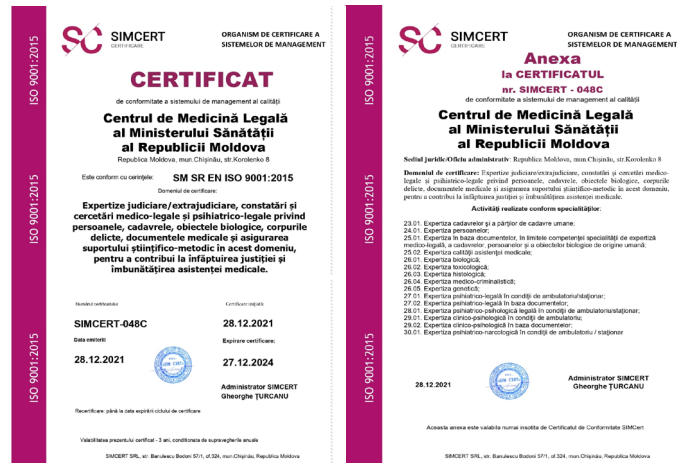 SIMCERT
CERTIFICARE
ORGANISM DE CERTIFICARE A
SISTEMELOR DE MANAGEMENT
CERTIFICAT
de conformitate a sistemului de management al calității
Centrul de Medicină Legală
al Ministerului Sănătății
al Republicii Moldova
Republica Moldova, mun.Chișinău, str.Korolenko 8
Este conform cu cerințele: SM SR EN ISO 9001:2015
Domeniul de certificare:
Expertize judiciare/extrajudiciare, constatări și
cercetări medico-legale și psihiatrico-legale privind
persoanele, cadavrele, obiectele biologice, corpurile
delicte, documentele medicale și asigurarea
suportului științifico-metodic în acest domeniu,
pentru a contribui la înfăptuirea justiției și
îmbunătățirea asistenței medicale.
Numărul certificatului
Certificare inițială:
SIMCERT-048C
28.12.2021
Data emiterii:
Expirare certificare:
28.12.2021
27.12.2024
Administrator SIMCERT
Gheorghe ȚURCANU
Recertificare: până la data expirării ciclului de certificare
Valabilitatea prezentului certificat - 3 ani, condiționata de supravegherile anuale
SIMCERT SRL, str. Banulescu Bodoni 57/1, of.324, mun.Chișinău, Republica Moldova
ISO 9001:2015
ISO 9001:2015
ISO 9001:2015
SIMCERT
CERTIFICARE
ORGANISM DE CERTIFICARE A
SISTEMELOR DE MANAGEMENT
Anexa
la CERTIFICATUL
nr. SIMCERT - 048C
de conformitate a sistemului de management al calității
Centrul de Medicină Legală
al Ministerului Sănătății
al Republicii Moldova
Sediul juridic/Oficiu administrativ: Republica Moldova, mun.Chișinău, str.Korolenko 8
Domeniul de certificare: Expertize judiciare/extrajudiciare, constatări și cercetări medico-
legale și psihiatrico-legale privind persoanele, cadavrele, obiectele biologice, corpurile
delicte, documentele medicale și asigurarea suportului științifico-metodic în acest domeniu,
pentru a contribui la înfăptuirea justiției și îmbunătățirea asistenței medicale.
Activități realizate conform specialităților:
23.01. Expertiza cadavrelor și a părților de cadavre umane;
24.01. Expertiza persoanelor;
25.01. Expertiza în baza documentelor, în limitele competenței specialității de expertiză
medico-legală, a cadavrelor, persoanelor și a obiectelor biologice de origine umană;
25.02. Expertiza calității asistenței medicale;
26.01. Expertiza biologică;
26.02. Expertiza toxicologică;
26.03. Expertiza histologică;
26.04. Expertiza medico-criminalistică;
26.05. Expertiza genetică;
27.01. Expertiza psihiatrico-legală în condiții de ambulatoriu/staționar;
27.02. Expertiza psihiatrico-legală în baza documentelor;
28.01. Expertiza psihiatrico-psihologică legală în condiții de ambulatoriu/staționar;
29.01. Expertiza clinico-psihologică în condiții de ambulatoriu;
29.02. Expertiza clinico-psihologică în baza documentelor;
30.01. Expertiza psihiatrico-narcologică în condiții de ambulatoriu / staționar
28.12.2021
Administrator SIMCERT
Gheorghe ȚURCANU
Aceasta anexa este valabila numai insotita de Certificatul de Conformitate SIMCert
SIMCERT SRL, str. Banulescu Bodoni 57/1, of.324, mun.Chișinău, Republica Moldova
ISO 9001:2015
ISO 9001:2015
ISO 9001:2015